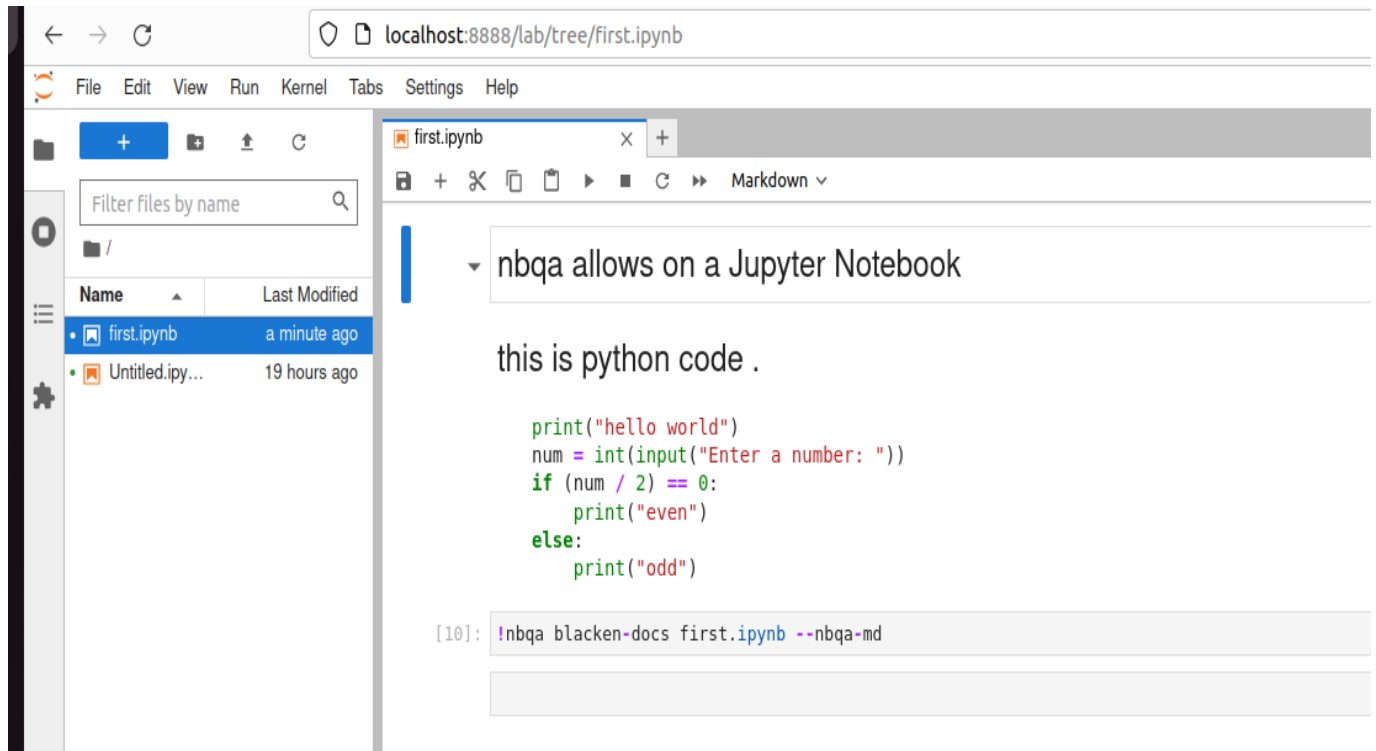 localhost:8888/lab/tree/first.ipynb
File Edit View Run Kernel Tabs Settings Help
+
first.ipynb
+
Filter files by name
Markdown
/
Name Last Modified
first.ipynb a minute ago
Untitled.ipy... 19 hours ago
nbqa allows on a Jupyter Notebook
this is python code .
print("hello world")
num = int(input("Enter a number: "))
if (num / 2) == 0:
    print("even")
else:
    print("odd")
[10]: !nbqa blacken-docs first.ipynb --nbqa-md